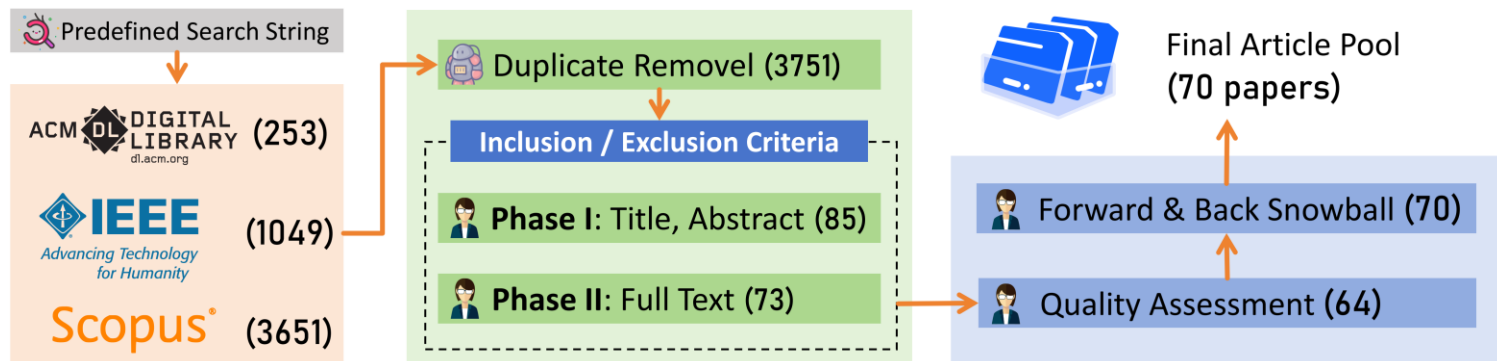 Predefined Search String
ACM DL DIGITAL LIBRARY (253)
dl.acm.org
IEEE (1049)
Advancing Technology
for Humanity
Scopus® (3651)
Duplicate Removel (3751)
Inclusion / Exclusion Criteria
Phase I: Title, Abstract (85)
Phase II: Full Text (73)
Quality Assessment (64)
Forward & Back Snowball (70)
Final Article Pool
(70 papers)